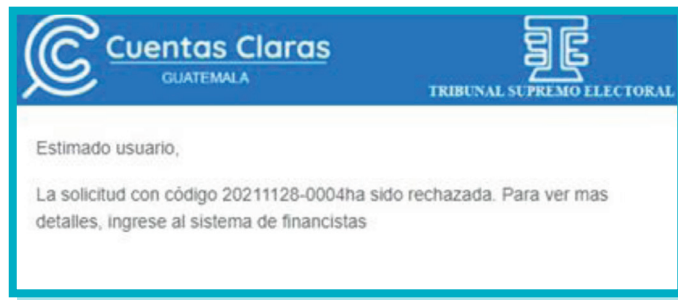 Cuentas Claras
GUATEMALA
TRIBUNAL SUPREMO ELECTORAL
Estimado usuario,
La solicitud con código 20211128-0004ha sido rechazada. Para ver mas
detalles, ingrese al sistema de financistas